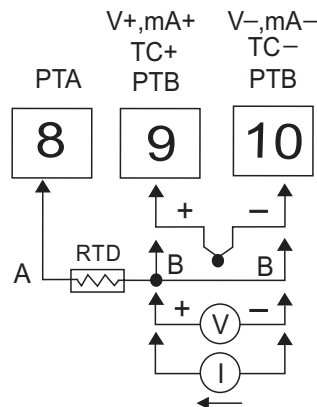 V+,mA+ V–,mA–
TC+ TC–
PTA PTB PTB
8 9 10
+ –
RTD
A B B
+ V –
I